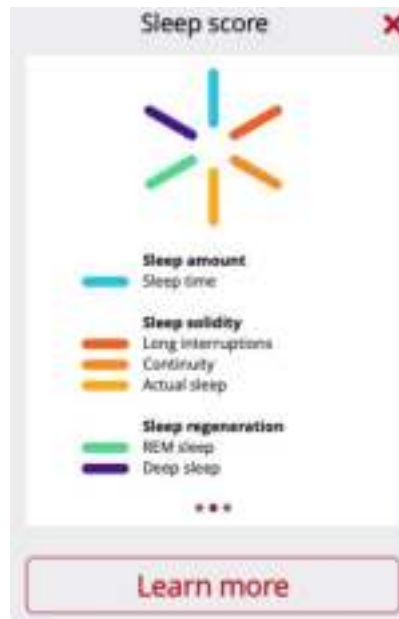 Sleep score
Sleep amount
Sleep time
Sleep solidity
Long interruptions
Continuity
Actual sleep
Sleep regeneration
REM sleep
Deep sleep
Learn more